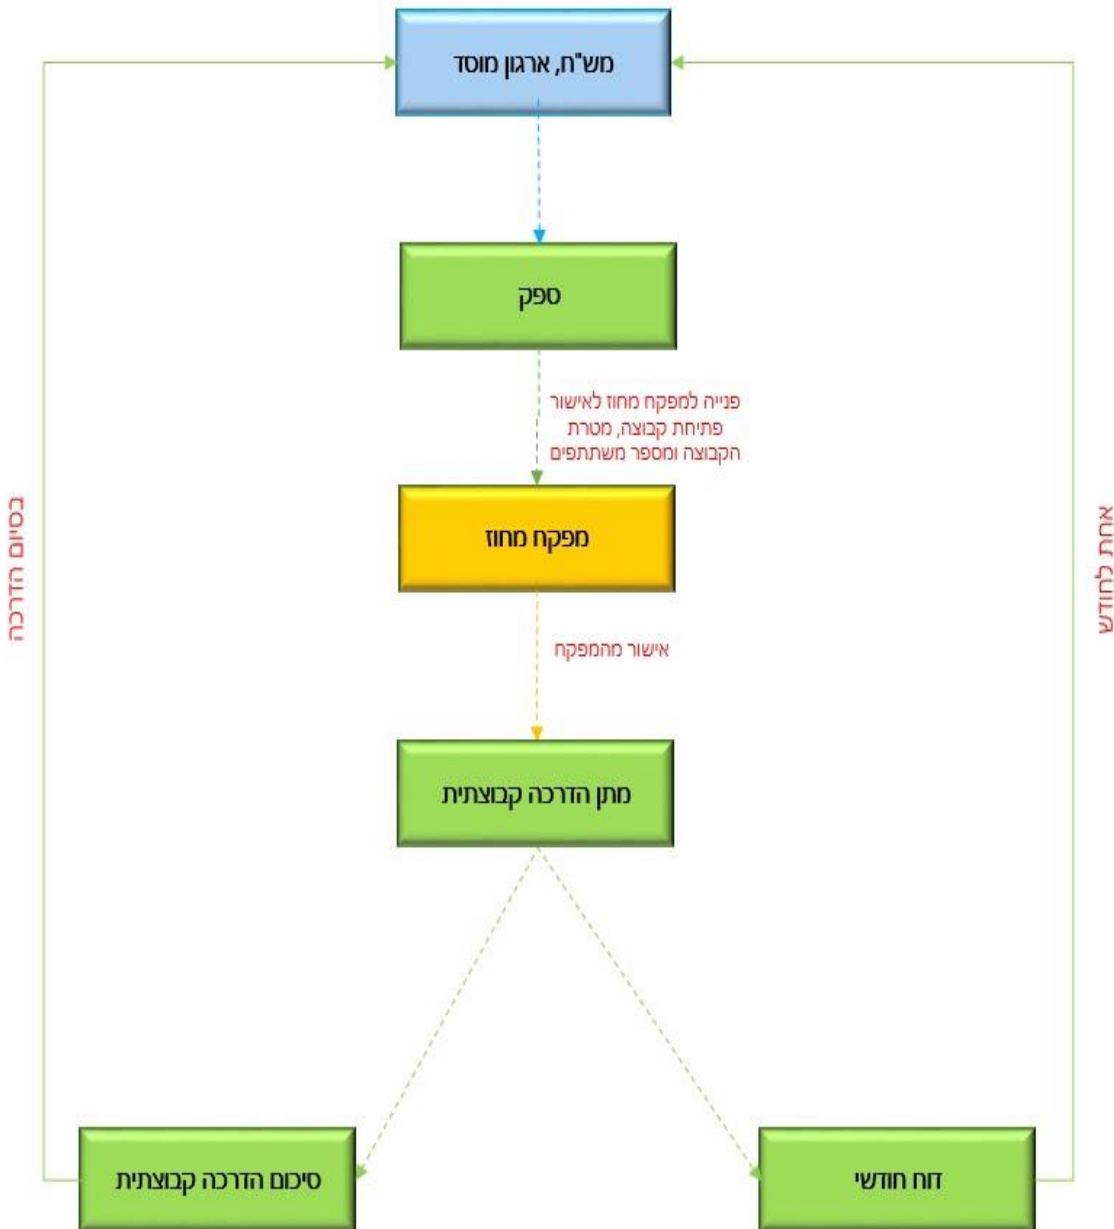 מש"ח, ארגון מוסד
ספק
פנייה למפקח מחוז לאישור
פתיחת קבוצה, מטרת
הקבוצה ומספר משתתפים
מפקח מחוז
אישור מהמפקח
מתן הדרכה קבוצתית
אחת לחודש
בסיום הדרכה
דוח חודשי
סיכום הדרכה קבוצתית